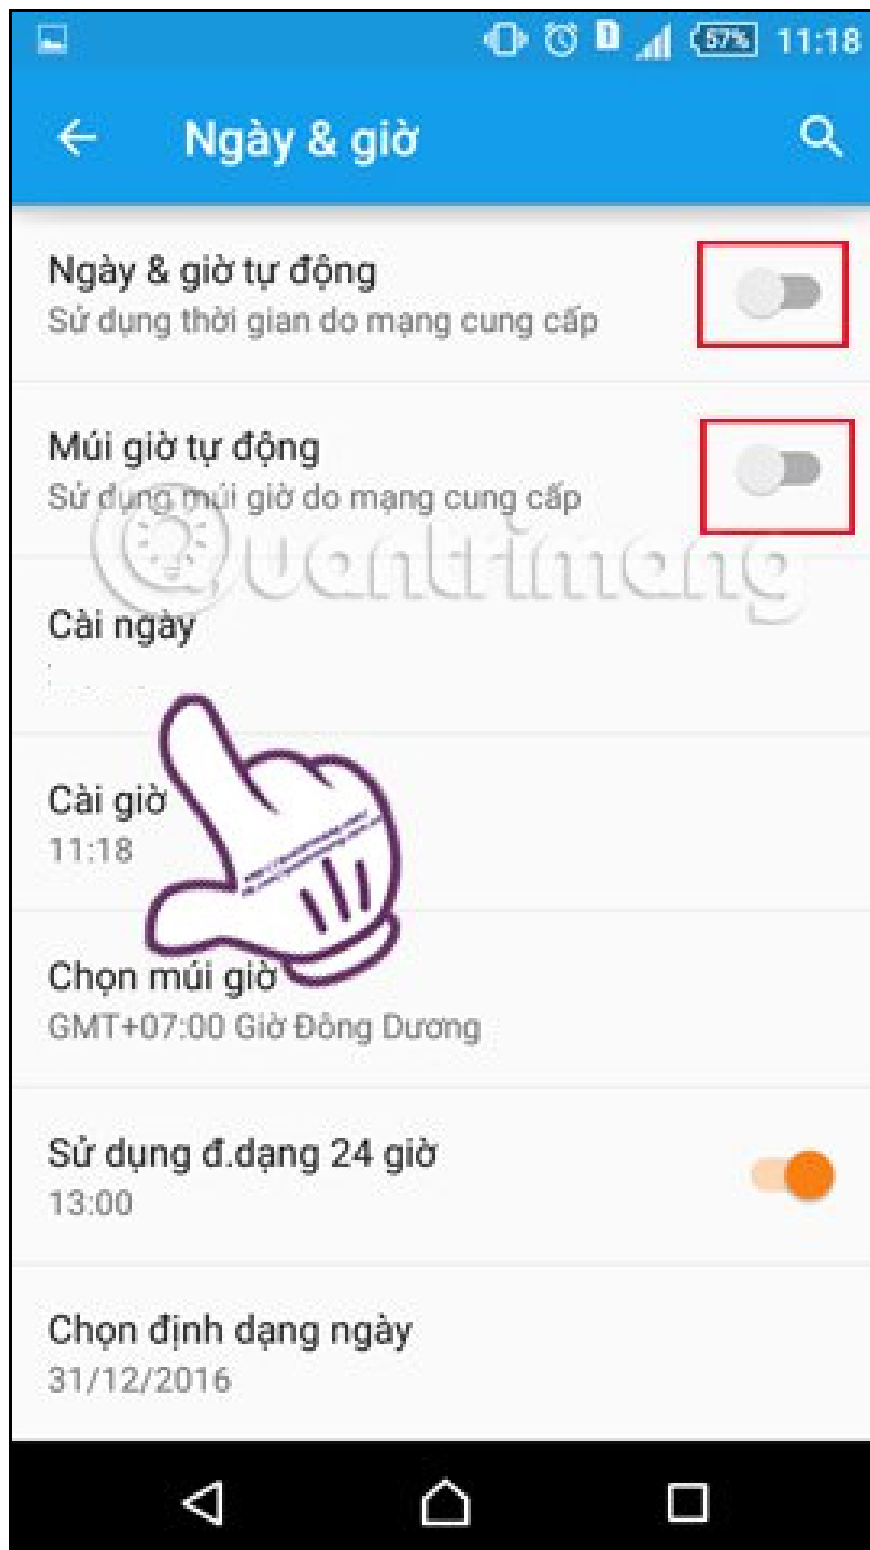 1 57% 11:18
Ngày & giờ
Ngày & giờ tự động
Sử dụng thời gian do mạng cung cấp
Múi giờ tự động
Sử dụng múi giờ do mạng cung cấp
Quantrimang
Cài ngày
Cài giờ
11:18
Chọn múi giờ
GMT+07:00 Giờ Đông Dương
Sử dụng đ.dạng 24 giờ
13:00
Chọn định dạng ngày
31/12/2016